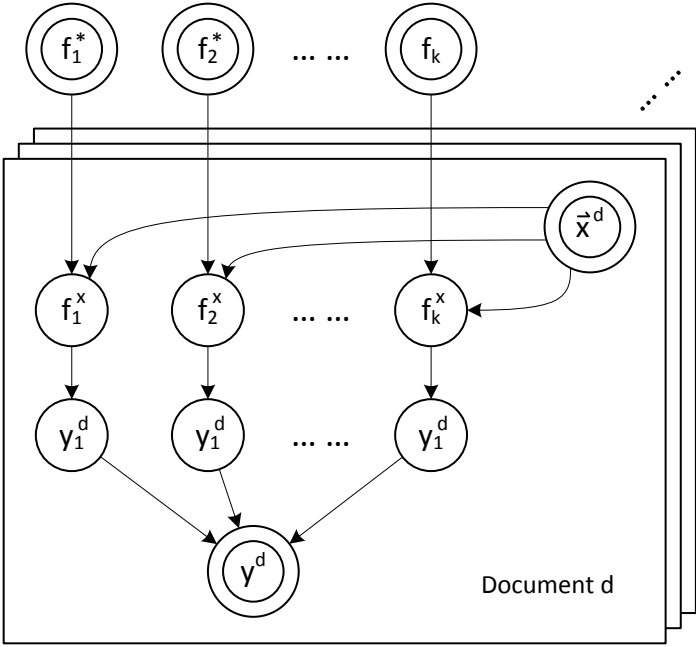 f₁* f₂* ... ... fₖ
x⃗ᵈ
f₁ˣ f₂ˣ ... ... fₖˣ
y₁ᵈ y₁ᵈ ... ... y₁ᵈ
yᵈ
Document d